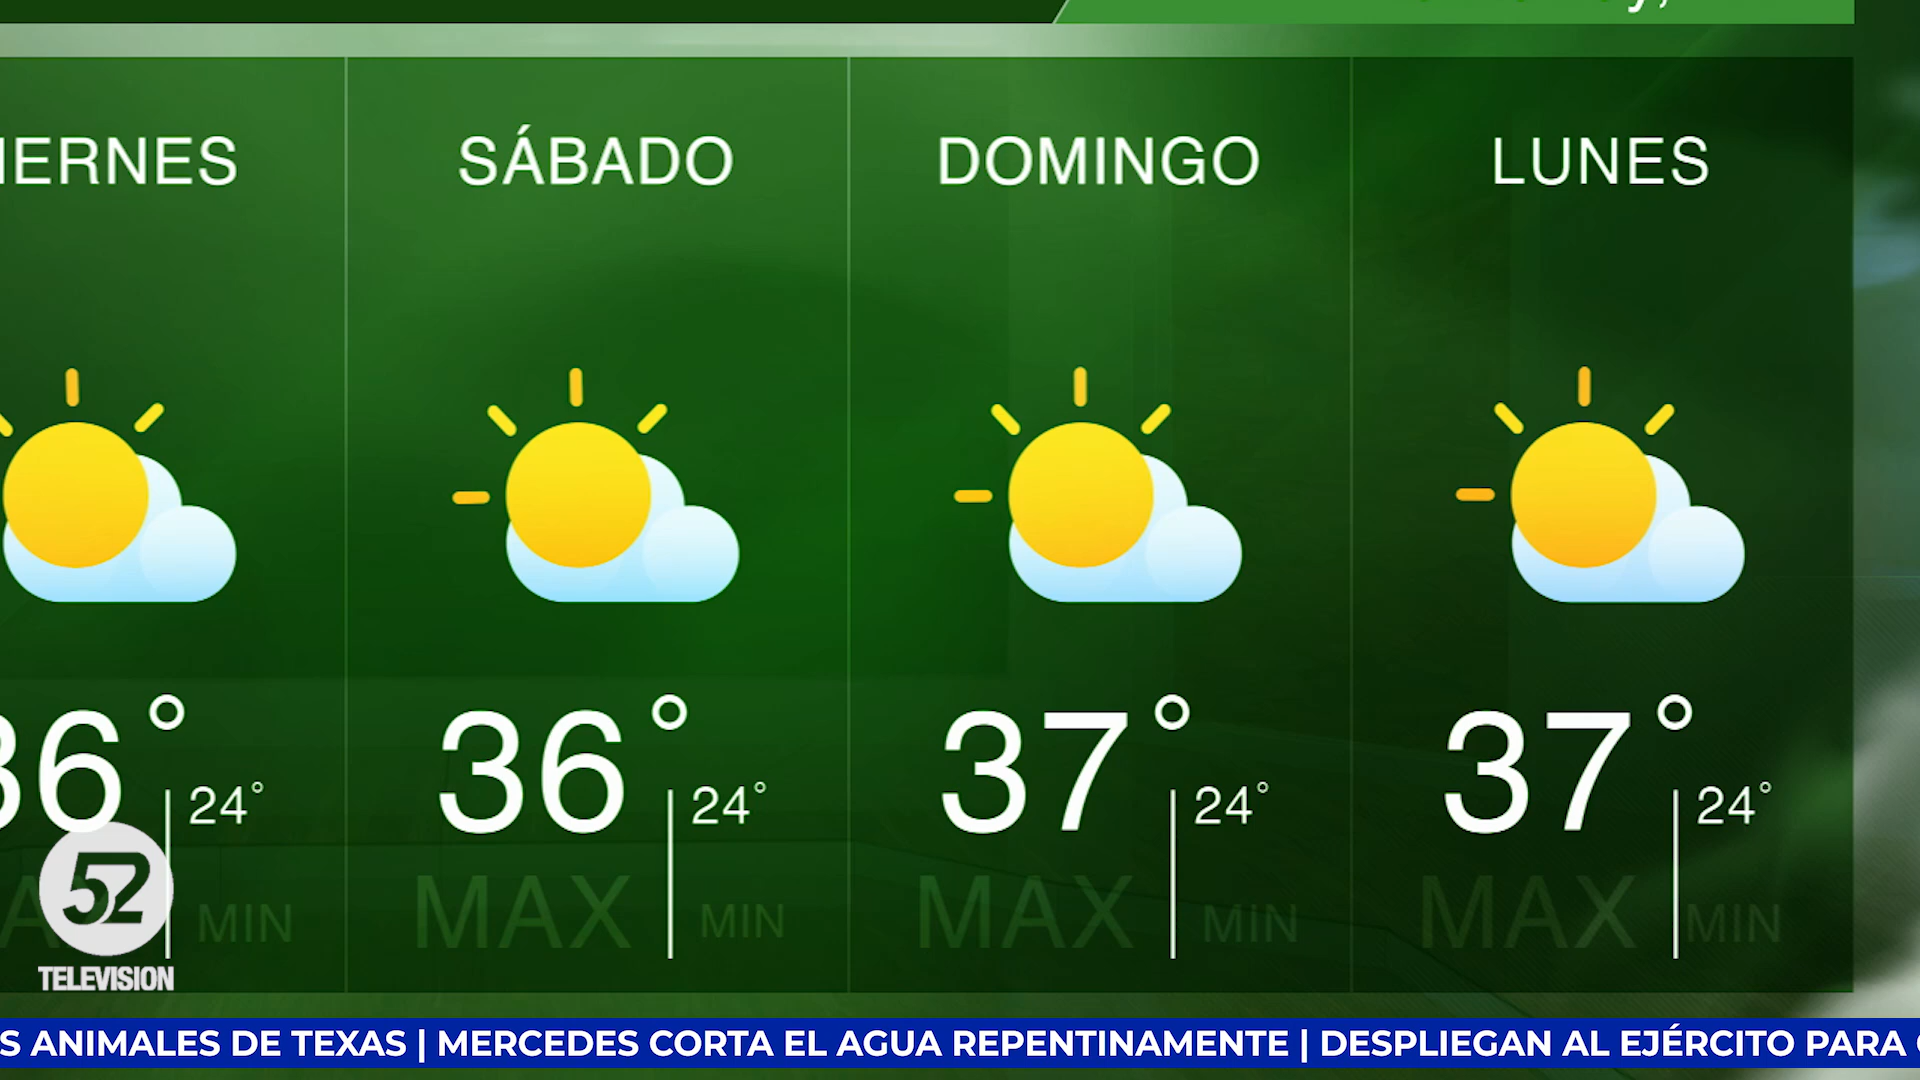 IERNES SÁBADO DOMINGO LUNES
36° 36° 37° 37°
24° 24° 24° 24°
MAX MAX MAX
MIN MIN MIN MIN
52
TELEVISION
S ANIMALES DE TEXAS | MERCEDES CORTA EL AGUA REPENTINAMENTE | DESPLIEGAN AL EJÉRCITO PARA